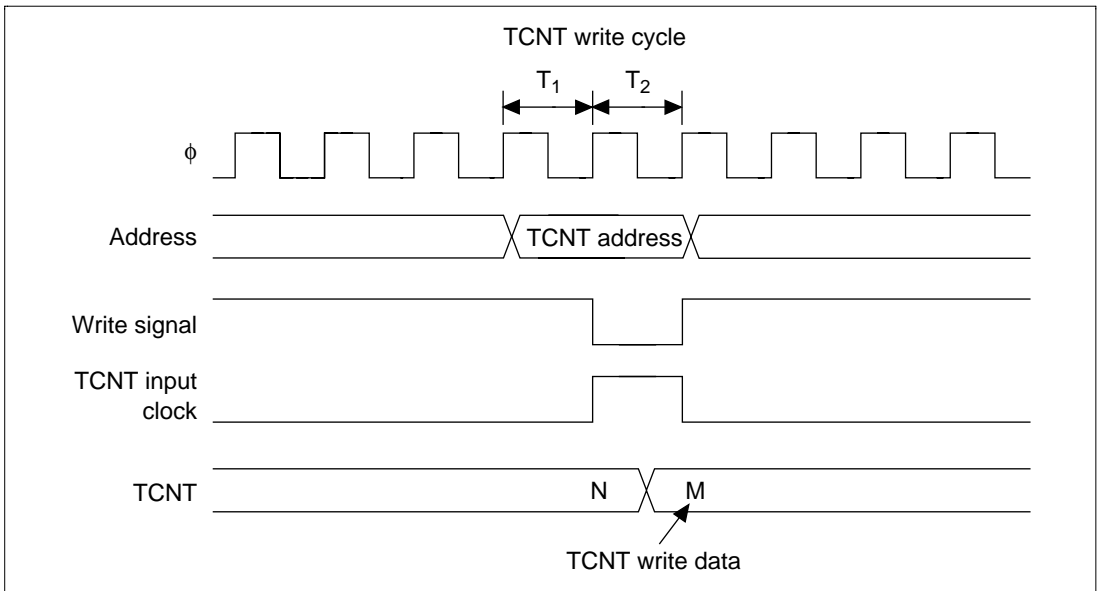 TCNT write cycle
T1 T2
ϕ
Address
TCNT address
Write signal
TCNT input
clock
TCNT
N
M
TCNT write data